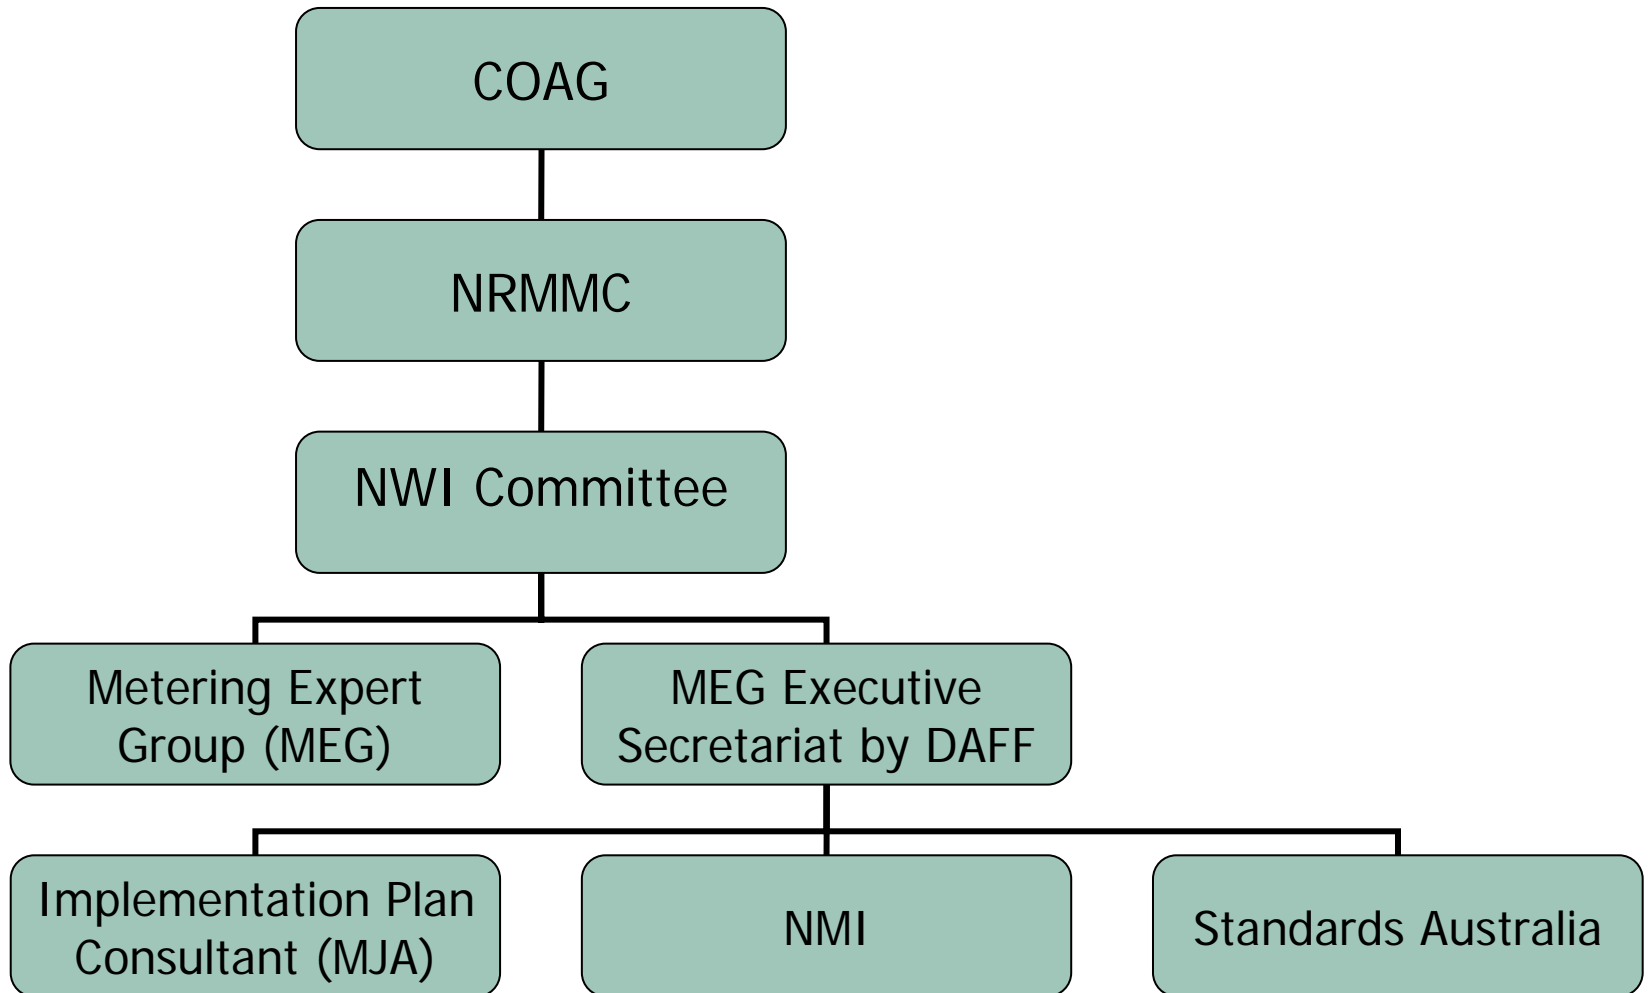 COAG
NRMMC
NWI Committee
Metering Expert
Group (MEG)
MEG Executive
Secretariat by DAFF
Implementation Plan
Consultant (MJA)
NMI
Standards Australia